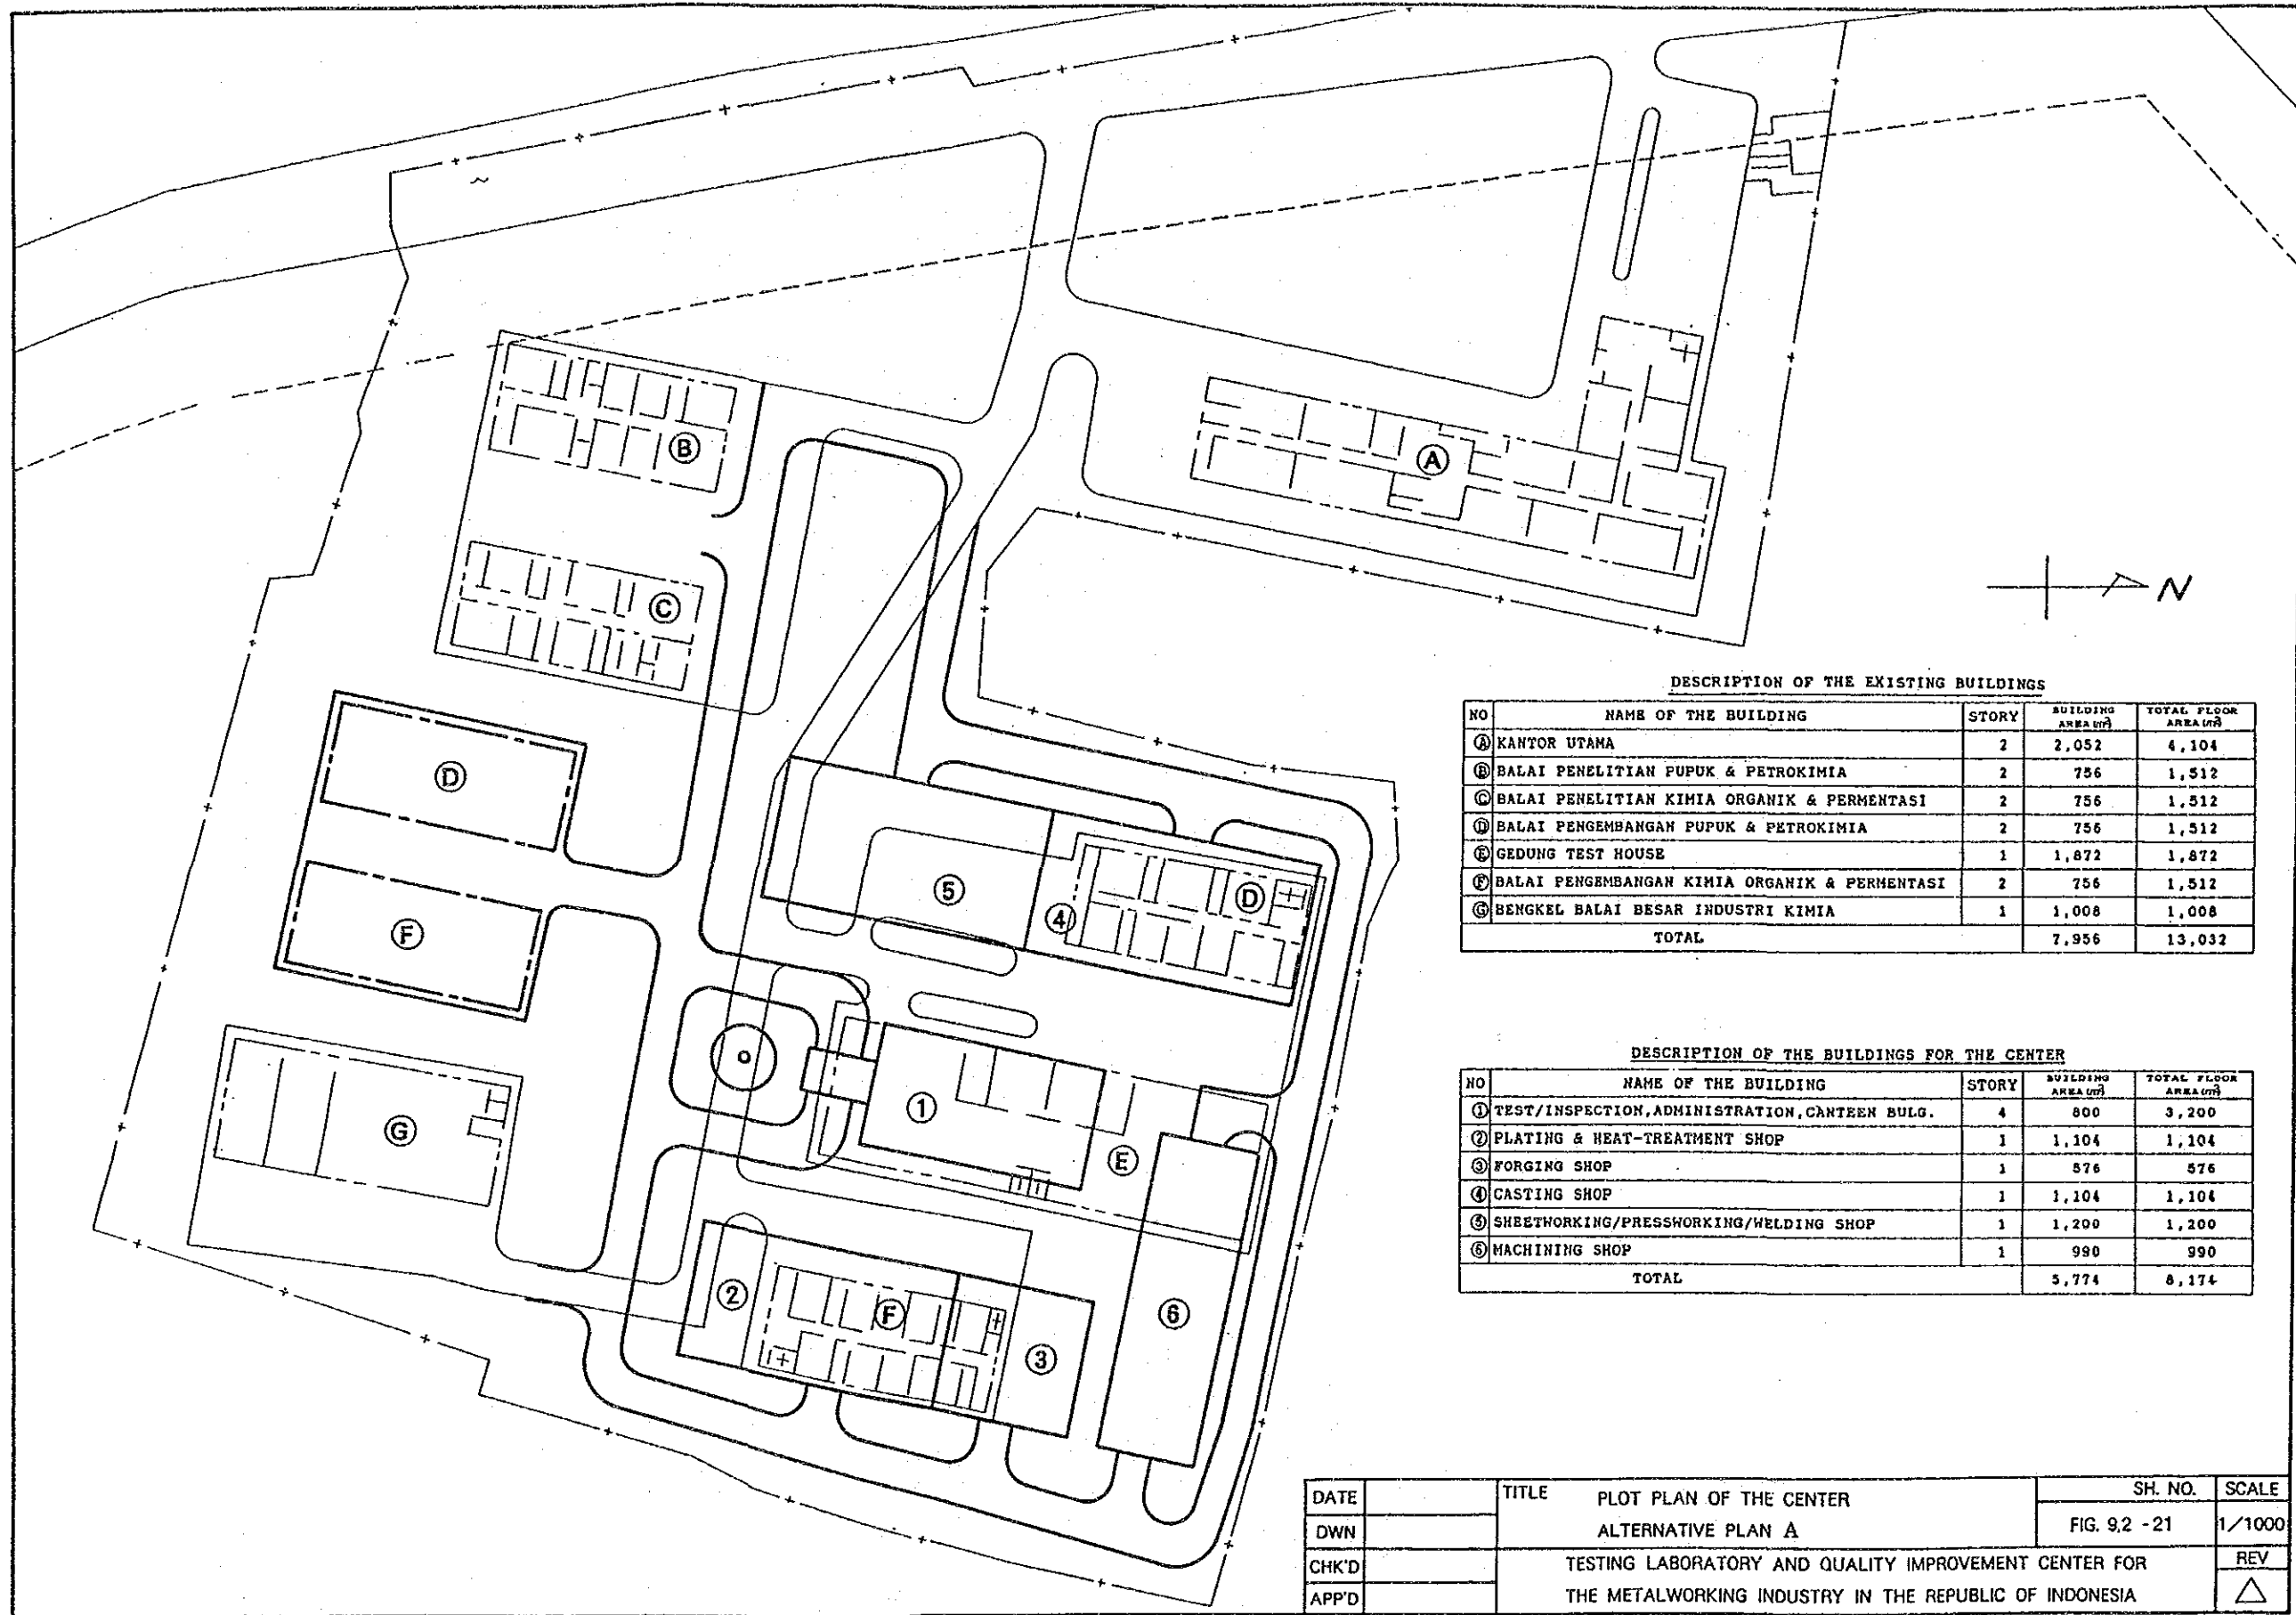 B
A
C
N
D
F
5
4
D
G
1
E
2
F
3
6
DESCRIPTION OF THE EXISTING BUILDINGS
NO NAME OF THE BUILDING STORY BUILDING AREA (m²) TOTAL FLOOR AREA (m²)
Ⓐ KANTOR UTAMA 2 2,052 4,104
Ⓑ BALAI PENELITIAN PUPUK & PETROKIMIA 2 756 1,512
Ⓒ BALAI PENELITIAN KIMIA ORGANIK & PERMENTASI 2 756 1,512
Ⓓ BALAI PENGEMBANGAN PUPUK & PETROKIMIA 2 756 1,512
Ⓔ GEDUNG TEST HOUSE 1 1,872 1,872
Ⓕ BALAI PENGEMBANGAN KIMIA ORGANIK & PERMENTASI 2 756 1,512
Ⓖ BENGKEL BALAI BESAR INDUSTRI KIMIA 1 1,008 1,008
TOTAL 7,956 13,032
DESCRIPTION OF THE BUILDINGS FOR THE CENTER
NO NAME OF THE BUILDING STORY BUILDING AREA (m²) TOTAL FLOOR AREA (m²)
① TEST/INSPECTION,ADMINISTRATION,CANTEEN BULG. 4 800 3,200
② PLATING & HEAT-TREATMENT SHOP 1 1,104 1,104
③ FORGING SHOP 1 576 576
④ CASTING SHOP 1 1,104 1,104
⑤ SHEETWORKING/PRESSWORKING/WELDING SHOP 1 1,200 1,200
⑥ MACHINING SHOP 1 990 990
TOTAL 5,774 8,174
DATE
DWN
CHK'D
APP'D
TITLE PLOT PLAN OF THE CENTER
ALTERNATIVE PLAN A
SH. NO. SCALE
FIG. 9.2 -21 1/1000
TESTING LABORATORY AND QUALITY IMPROVEMENT CENTER FOR
THE METALWORKING INDUSTRY IN THE REPUBLIC OF INDONESIA
REV